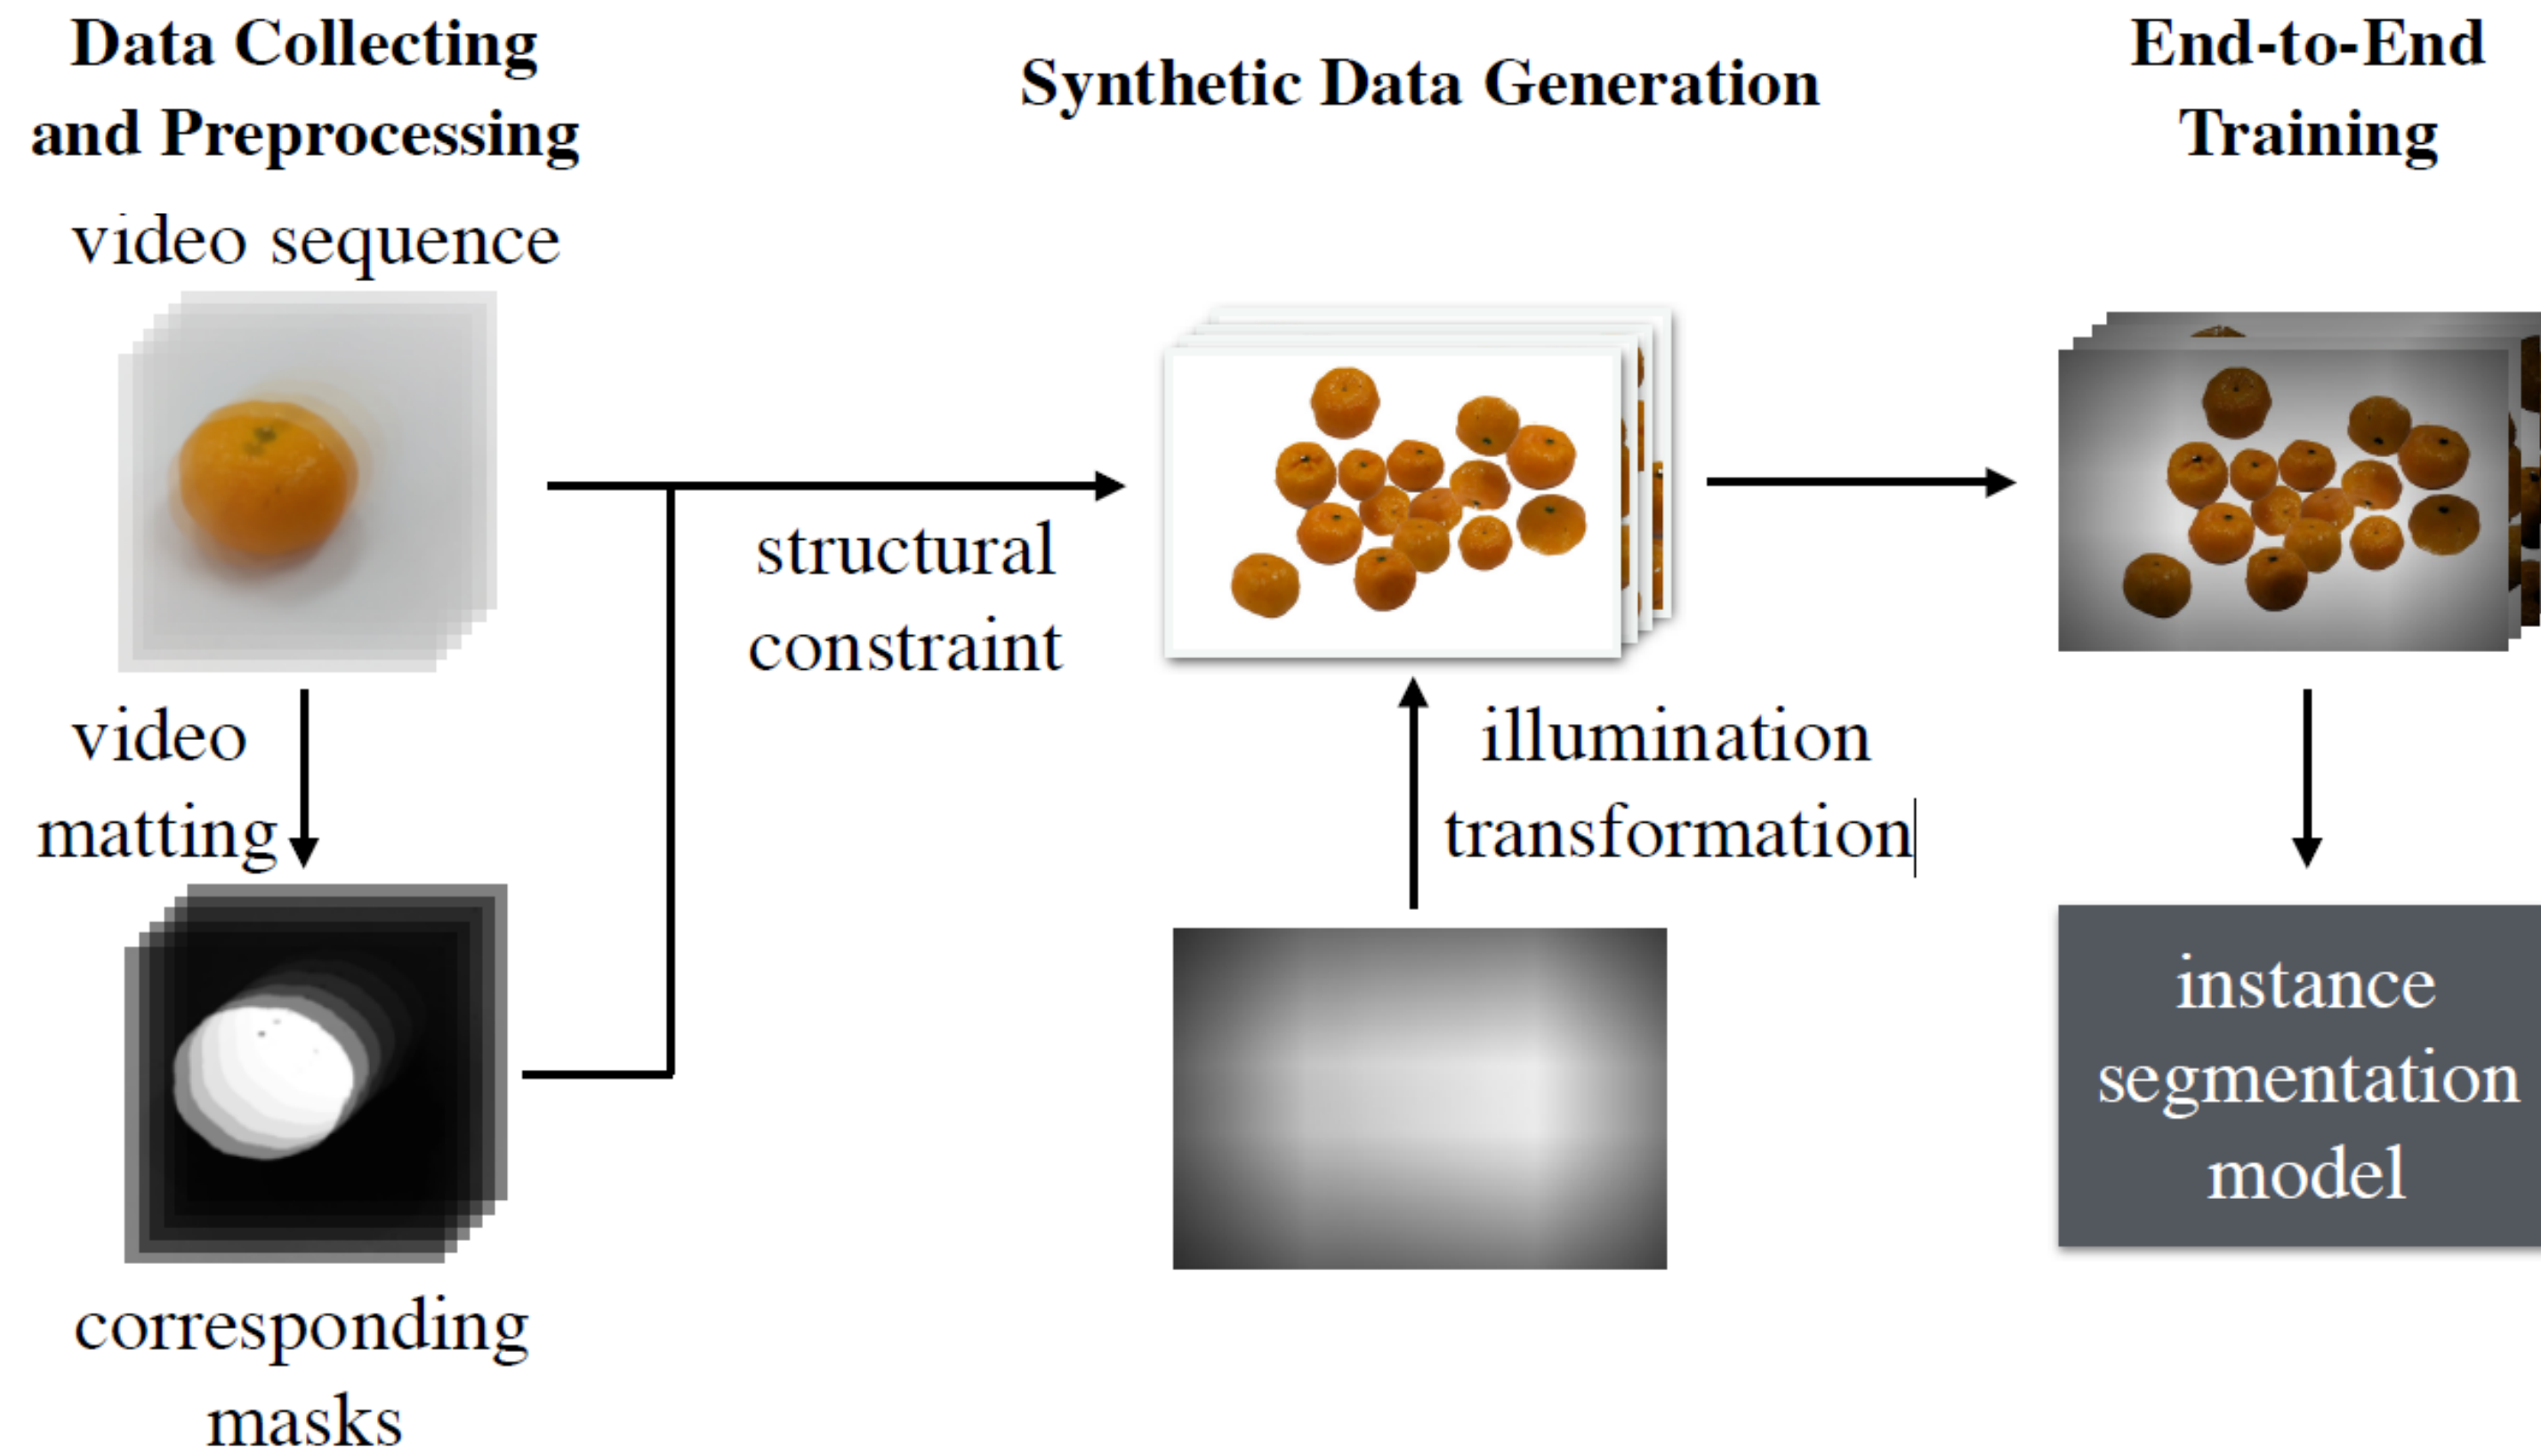 Data Collecting
and Preprocessing
video sequence
video
matting
corresponding
masks
structural
constraint
Synthetic Data Generation
illumination
transformation
End-to-End
Training
instance
segmentation
model